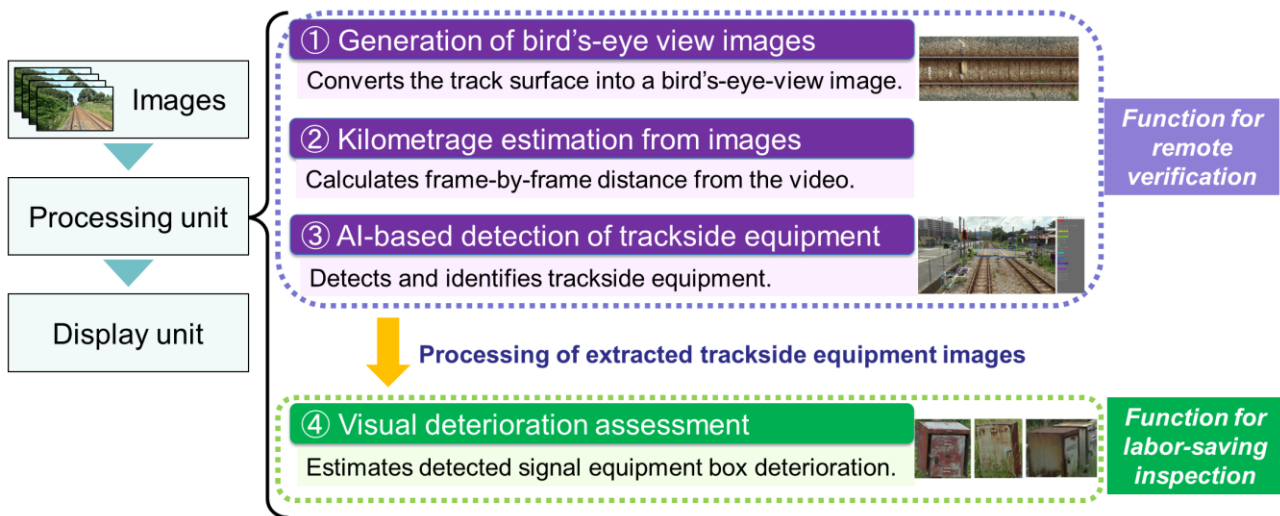 Images
Processing unit
Display unit
① Generation of bird’s-eye view images
Converts the track surface into a bird’s-eye-view image.
② Kilometrage estimation from images
Calculates frame-by-frame distance from the video.
③ AI-based detection of trackside equipment
Detects and identifies trackside equipment.
Function for
remote
verification
Processing of extracted trackside equipment images
④ Visual deterioration assessment
Estimates detected signal equipment box deterioration.
Function for
labor-saving
inspection